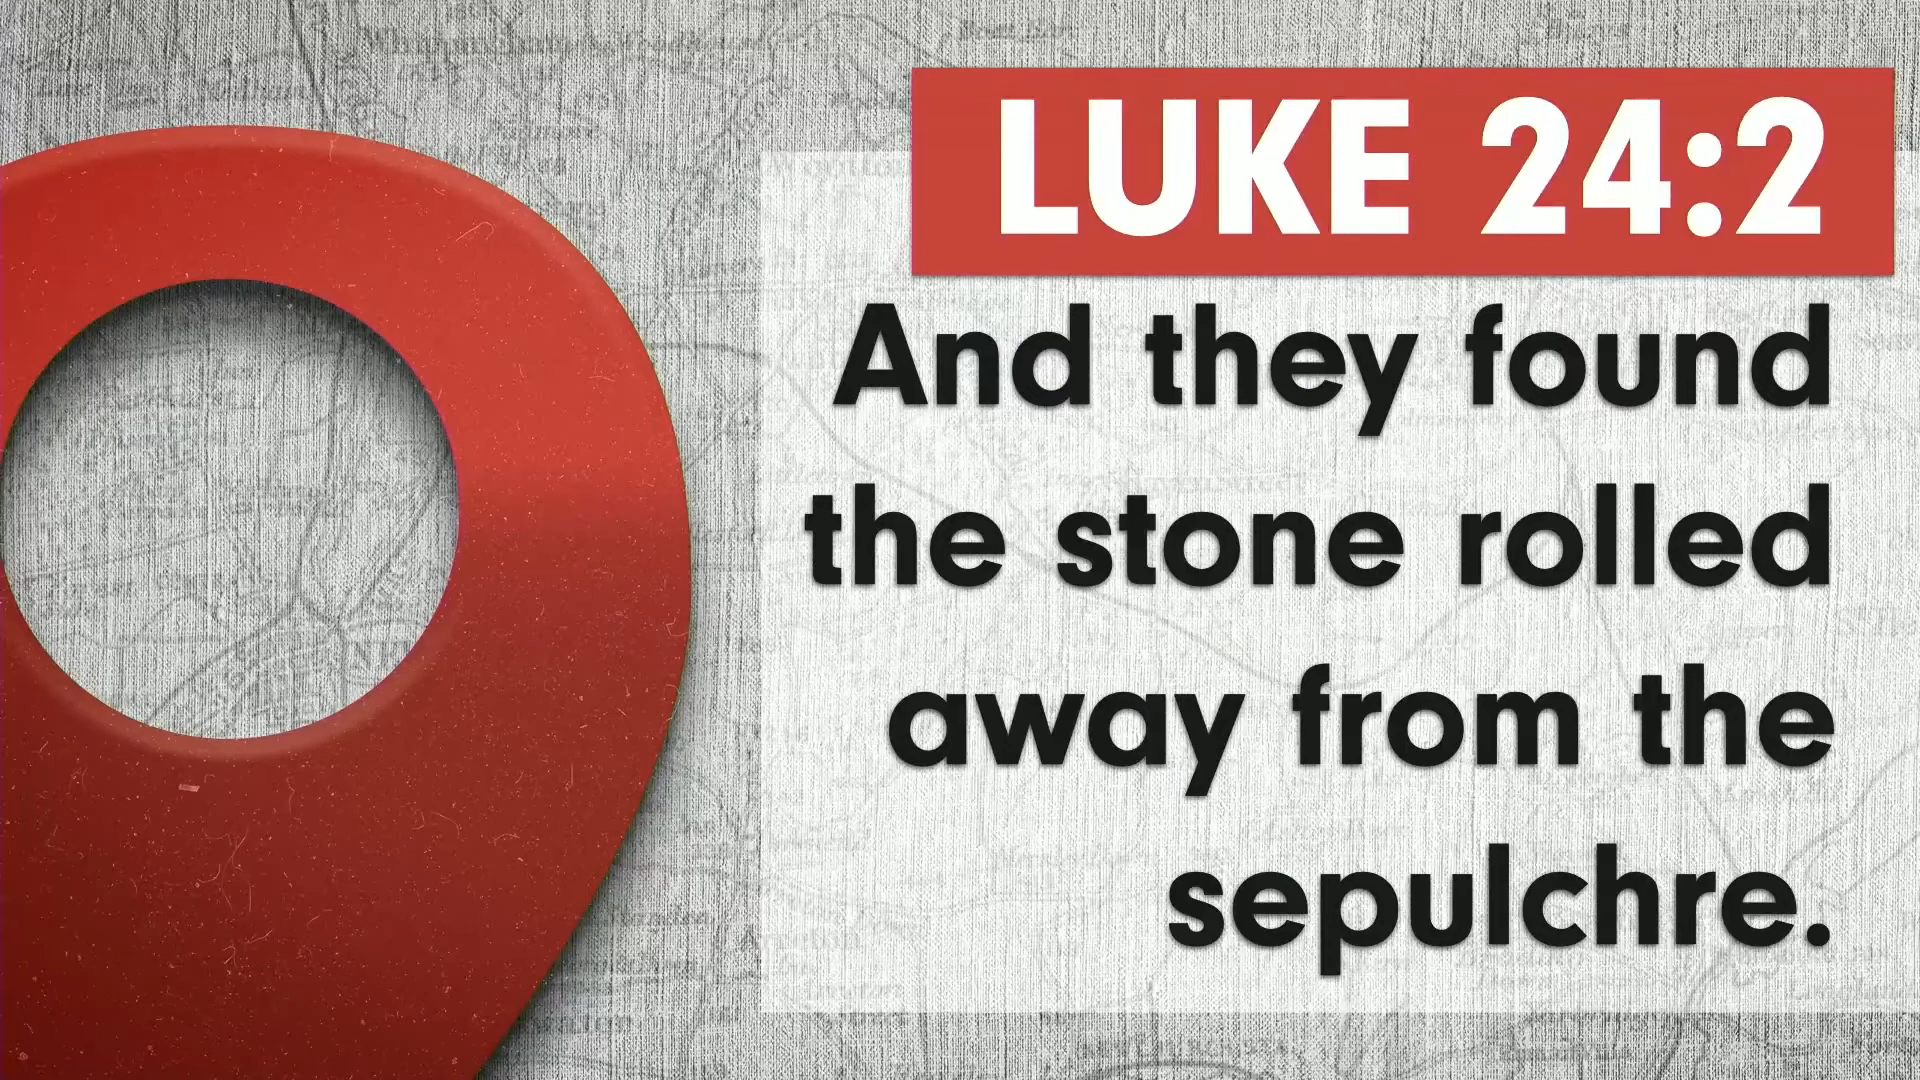 LUKE 24:2
And they found
the stone rolled
away from the
sepulchre.